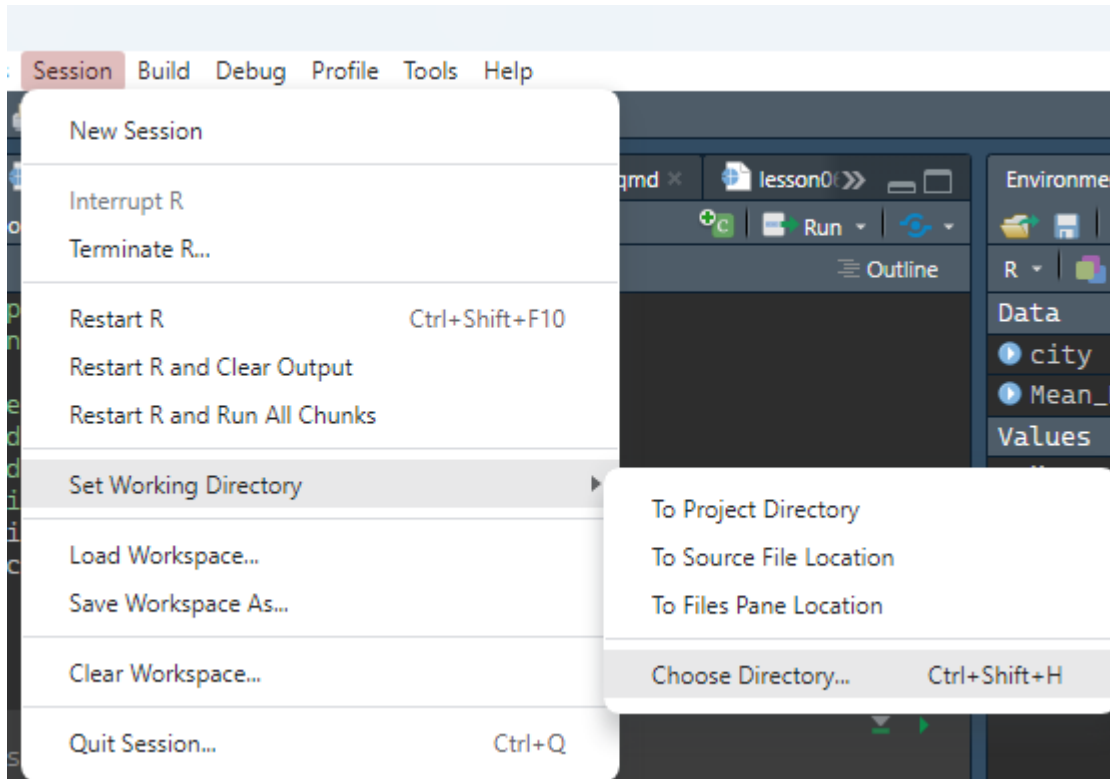 Session Build Debug Profile Tools Help
New Session
Interrupt R
Terminate R...
Restart R Ctrl+Shift+F10
Restart R and Clear Output
Restart R and Run All Chunks
Set Working Directory
Load Workspace...
Save Workspace As...
Clear Workspace...
Quit Session... Ctrl+Q
To Project Directory
To Source File Location
To Files Pane Location
Choose Directory... Ctrl+Shift+H
qmd × lesson0
Run
Outline
Environme
R
Data
city
Mean_
Values